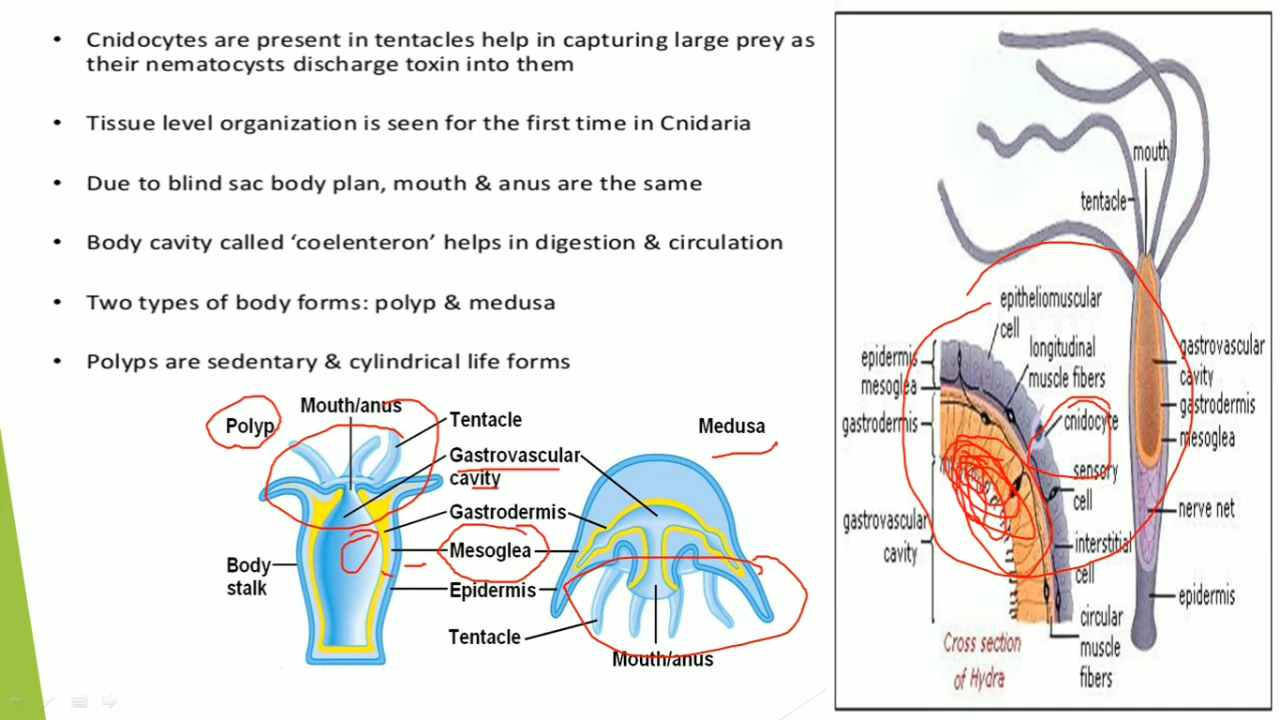 • Cnidocytes are present in tentacles help in capturing large prey as
their nematocysts discharge toxin into them
• Tissue level organization is seen for the first time in Cnidaria
• Due to blind sac body plan, mouth & anus are the same
• Body cavity called ‘coelenteron’ helps in digestion & circulation
• Two types of body forms: polyp & medusa
• Polyps are sedentary & cylindrical life forms
Polyp
Mouth/anus
Tentacle
Gastrovascular
cavity
Gastrodermis
Mesoglea
Epidermis
Tentacle
Body
stalk
Medusa
Mouth/anus
mouth
tentacle
epitheliomuscular
cell
longitudinal
muscle fibers
epidermis
mesoglea
gastrodermis
cnidocyte
sensory
cell
gastrovascular
cavity
interstitial
cell
circular
muscle
fibers
gastrovascular
cavity
gastrodermis
mesoglea
nerve net
epidermis
Cross section
of Hydra